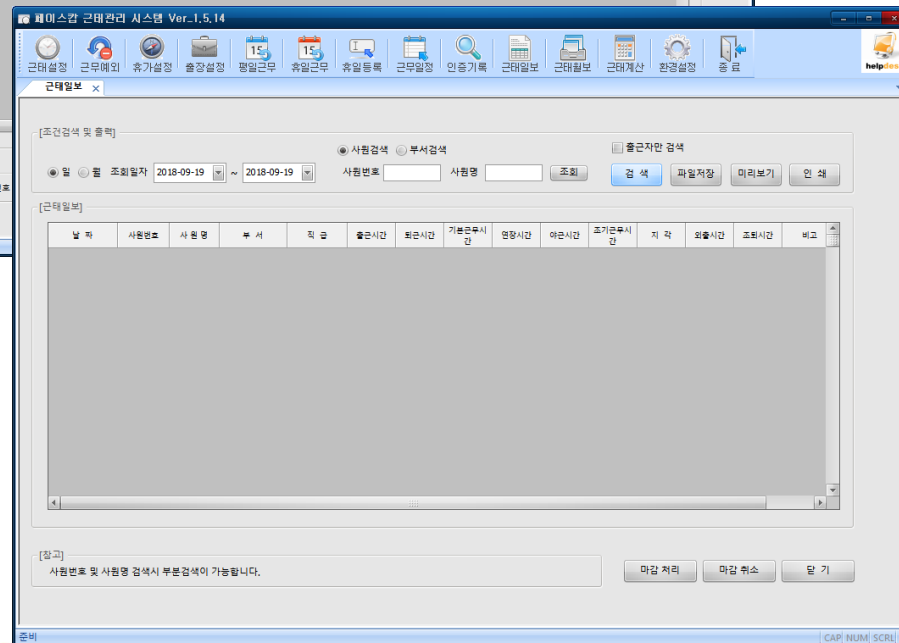 페이스캅 근태관리 시스템 Ver_1.5.14
근태설정 근무예외 휴가설정 출장설정 평일근무 휴일근무 휴일등록 근무일정 인증기록 근태일보 근태월보 근태계산 환경설정 종 료
helpdesk
근태일보 x
[조건검색 및 출력]
사원검색 부서검색 출근자만 검색
일 월 조회일자 2018-09-19 ~ 2018-09-19 사원번호 사원명 조회 검 색 파일저장 미리보기 인 쇄
[근태일보]
날 짜 사원번호 사 원 명 부 서 직 급 출근시간 퇴근시간 기본근무시간 연장시간 야근시간 조기근무시간 지 각 외출시간 조퇴시간 비고
[참고]
사원번호 및 사원명 검색시 부분검색이 가능합니다.
마감 처리 마감 취소 닫 기
준비 CAP NUM SCRL